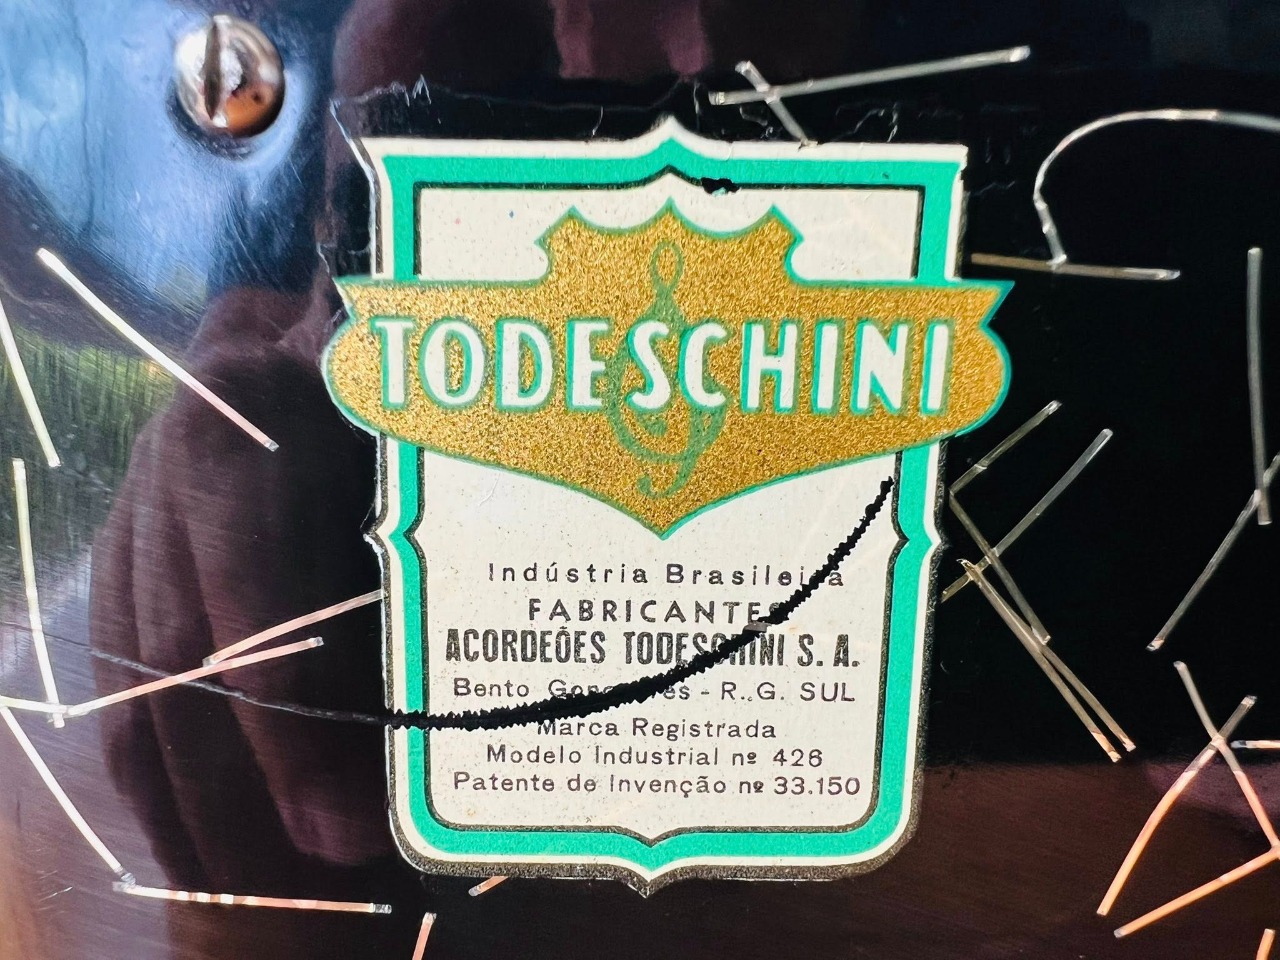 TODESCHINI
Indústria Brasileira
FABRICANTES
ACORDEÕES TODESCHINI S. A.
Bento Gonçalves - R. G. SUL
Marca Registrada
Modelo Industrial nº 426
Patente de Invenção nº 33.150